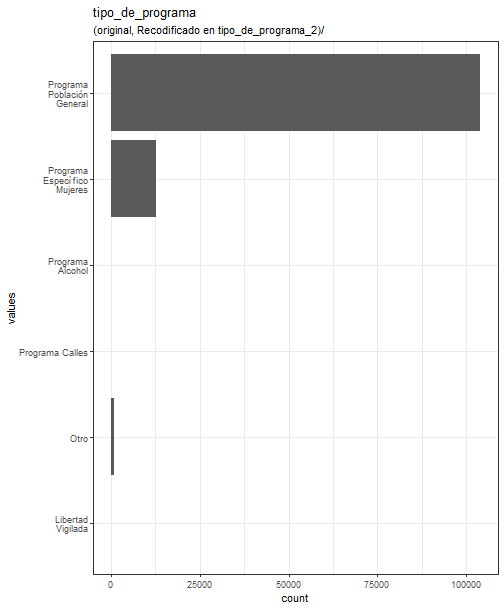 tipo_de_programa
(original, Recodificado en tipo_de_programa_2)/
Programa
Población
General
Programa
Específico
Mujeres
Programa
Alcohol
Programa Calles
Otro
Libertad
Vigilada
values
0
25000
50000
75000
100000
count